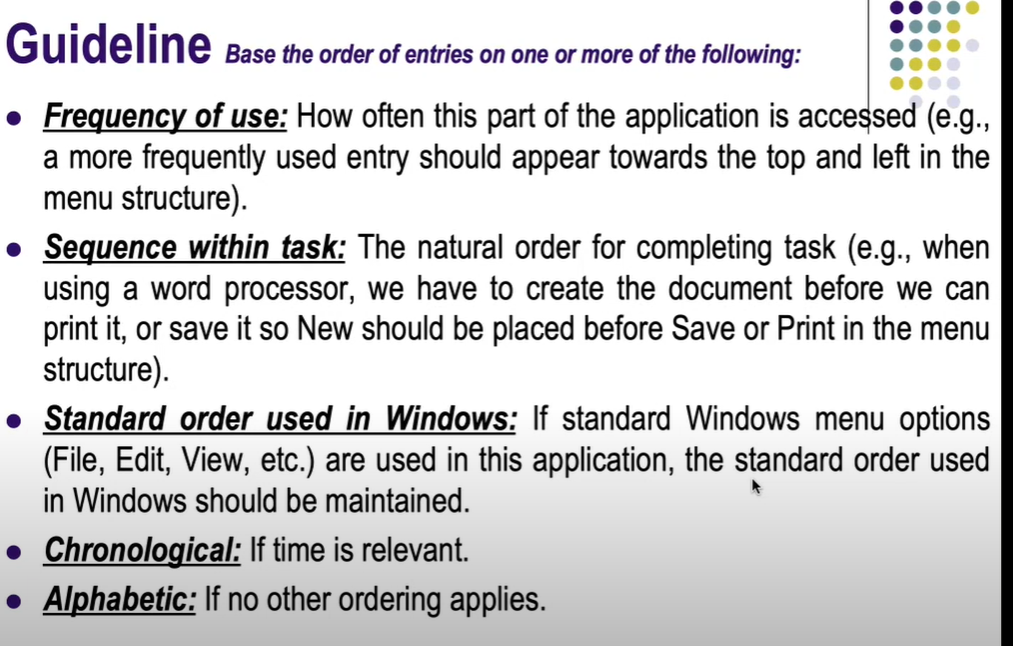 Guideline Base the order of entries on one or more of the following:
Frequency of use: How often this part of the application is accessed (e.g.,
a more frequently used entry should appear towards the top and left in the
menu structure).
Sequence within task: The natural order for completing task (e.g., when
using a word processor, we have to create the document before we can
print it, or save it so New should be placed before Save or Print in the menu
structure).
Standard order used in Windows: If standard Windows menu options
(File, Edit, View, etc.) are used in this application, the standard order used
in Windows should be maintained.
Chronological: If time is relevant.
Alphabetic: If no other ordering applies.